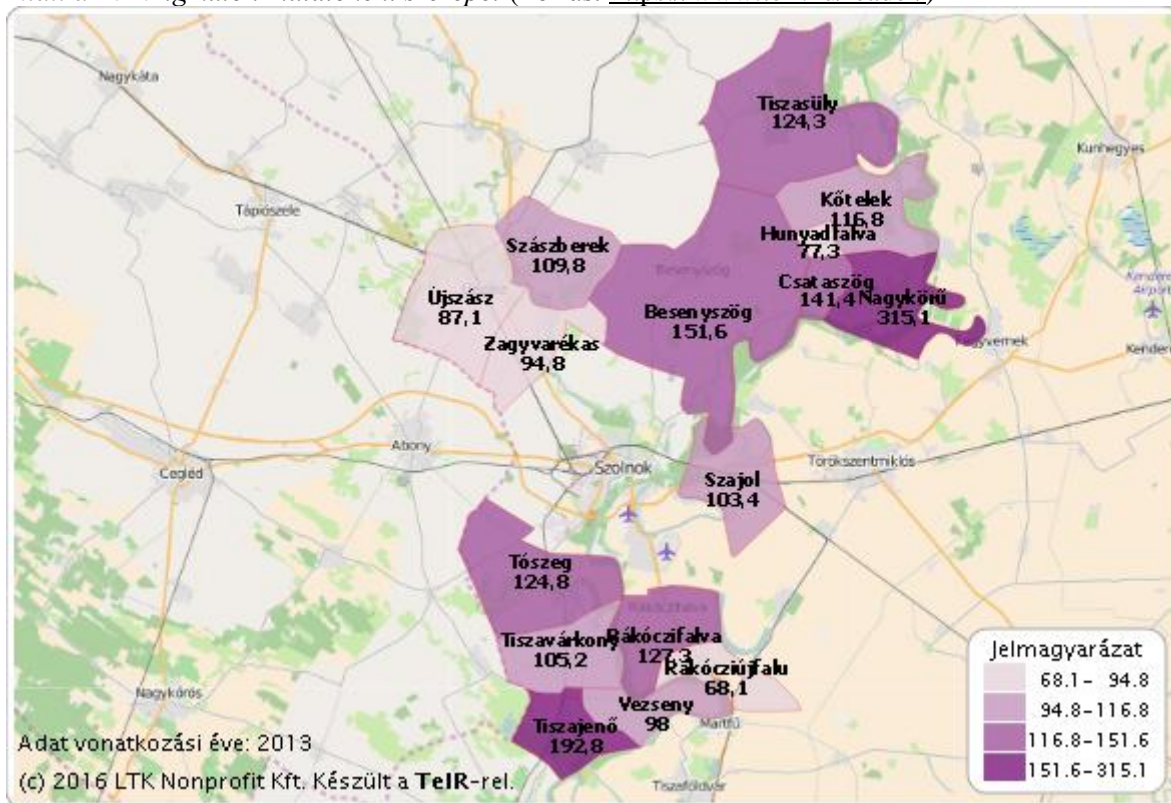 Nagykáta
Tápiószele
Kunhegyes
Tiszasüly
124,3
Kőtelek
116,8
Hunyadfalva
77,3
Szászberek
109,8
Besenyszög
Csataszög
141,4
Nagykörű
315,1
Újszász
87,1
Besenyszög
151,6
Zagyvarékas
94,8
Cegléd
Abony
Szolnok
Törökszentmiklós
Szajol
103,4
Tószeg
124,8
Rákóczifalva
Rákóczifalva
127,3
Tiszavárkony
105,2
Rákócziújfalu
68,1
Vezseny
98
Martfű
Nagykőrös
Tiszajenő
192,8
Tiszaföldvár
Jelmagyarázat
68.1- 94.8
94.8-116.8
116.8-151.6
151.6-315.1
Adat vonatkozási éve: 2013
(c) 2016 LTK Nonprofit Kft. Készült a TeIR-rel.